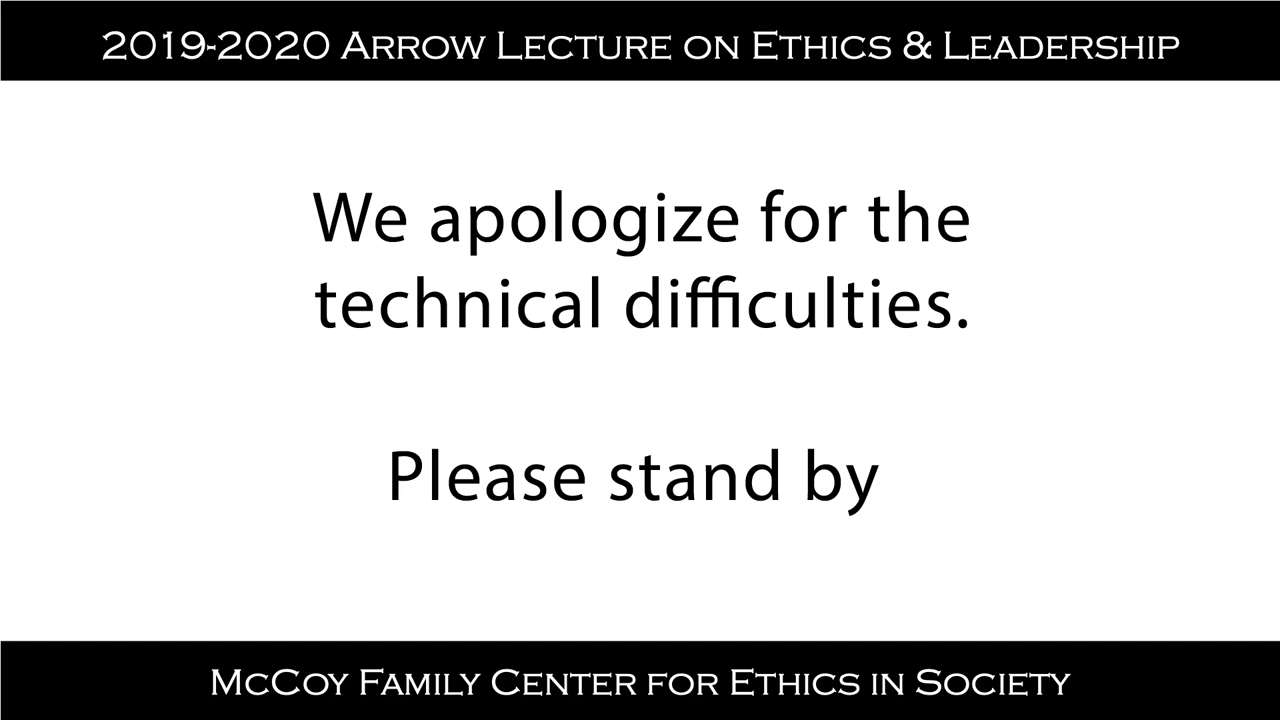 2019-2020 Arrow Lecture on Ethics & Leadership
We apologize for the
technical difficulties.
Please stand by
McCoy Family Center for Ethics in Society